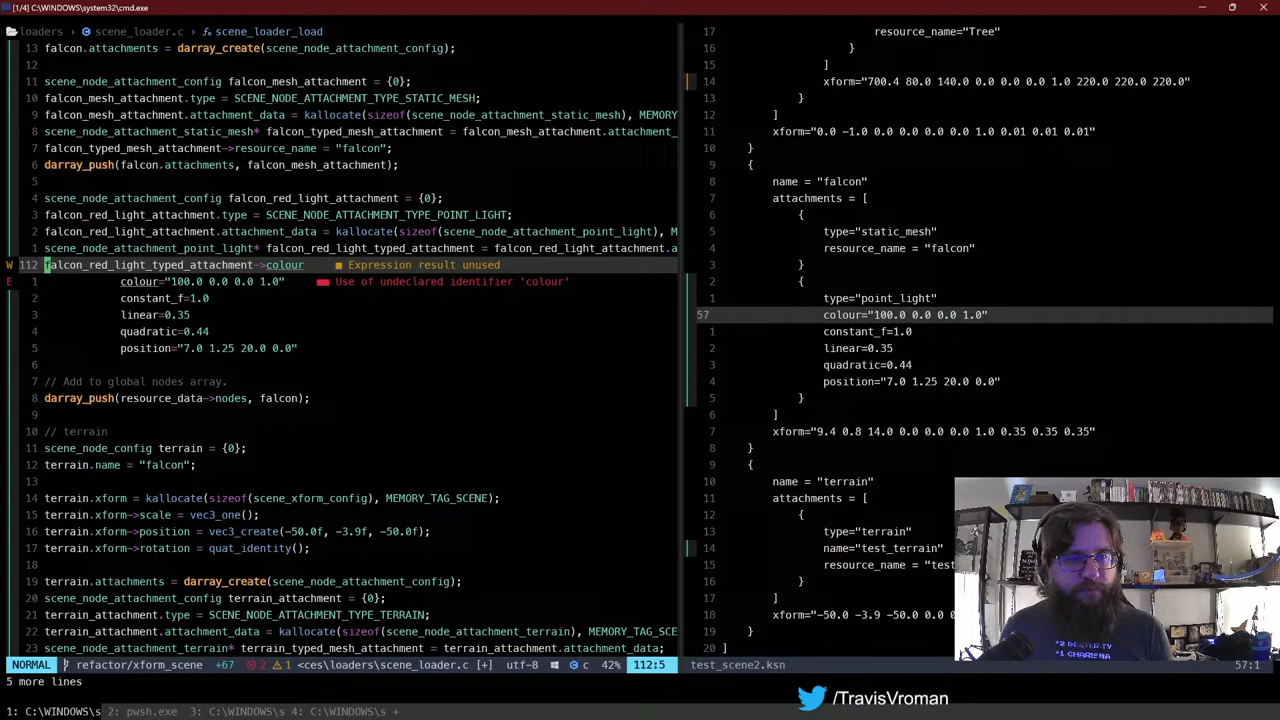 [1/4] C:\WINDOWS\system32\cmd.exe
loaders > scene_loader.c > scene_loader_load
13 falcon.attachments = darray_create(scene_node_attachment_config);
12
11 scene_node_attachment_config falcon_mesh_attachment = {0};
10 falcon_mesh_attachment.type = SCENE_NODE_ATTACHMENT_TYPE_STATIC_MESH;
9 falcon_mesh_attachment.attachment_data = kallocate(sizeof(scene_node_attachment_static_mesh), MEMORY
8 scene_node_attachment_static_mesh* falcon_typed_mesh_attachment = falcon_mesh_attachment.attachment_
7 falcon_typed_mesh_attachment->resource_name = "falcon";
6 darray_push(falcon.attachments, falcon_mesh_attachment);
5
4 scene_node_attachment_config falcon_red_light_attachment = {0};
3 falcon_red_light_attachment.type = SCENE_NODE_ATTACHMENT_TYPE_POINT_LIGHT;
2 falcon_red_light_attachment.attachment_data = kallocate(sizeof(scene_node_attachment_point_light), M
1 scene_node_attachment_point_light* falcon_red_light_typed_attachment = falcon_red_light_attachment.a
W 112 falcon_red_light_typed_attachment->colour ■ Expression result unused
E 1 colour="100.0 0.0 0.0 1.0" ■■ Use of undeclared identifier 'colour'
2 constant_f=1.0
3 linear=0.35
4 quadratic=0.44
5 position="7.0 1.25 20.0 0.0"
6
7 // Add to global nodes array.
8 darray_push(resource_data->nodes, falcon);
9
10 // terrain
11 scene_node_config terrain = {0};
12 terrain.name = "falcon";
13
14 terrain.xform = kallocate(sizeof(scene_xform_config), MEMORY_TAG_SCENE);
15 terrain.xform->scale = vec3_one();
16 terrain.xform->position = vec3_create(-50.0f, -3.9f, -50.0f);
17 terrain.xform->rotation = quat_identity();
18
19 terrain.attachments = darray_create(scene_node_attachment_config);
20 scene_node_attachment_config terrain_attachment = {0};
21 terrain_attachment.type = SCENE_NODE_ATTACHMENT_TYPE_TERRAIN;
22 terrain_attachment.attachment_data = kallocate(sizeof(scene_node_attachment_terrain), MEMORY_TAG_SCE
23 scene_node_attachment_terrain* terrain_typed_mesh_attachment = terrain_attachment.attachment_data;
NORMAL refactor/xform_scene +67 2 1 <ces\loaders\scene_loader.c [+] utf-8 c 42% 112:5
5 more lines
1: C:\WINDOWS\s 2: pwsh.exe 3: C:\WINDOWS\s 4: C:\WINDOWS\s +
17 resource_name="Tree"
16 }
15 ]
14 xform="700.4 80.0 140.0 0.0 0.0 0.0 1.0 220.0 220.0 220.0"
13 }
12 ]
11 xform="0.0 -1.0 0.0 0.0 0.0 0.0 1.0 0.01 0.01 0.01"
10 }
9 {
8 name = "falcon"
7 attachments = [
6 {
5 type="static_mesh"
4 resource_name = "falcon"
3 }
2 {
1 type="point_light"
57 colour="100.0 0.0 0.0 1.0"
1 constant_f=1.0
2 linear=0.35
3 quadratic=0.44
4 position="7.0 1.25 20.0 0.0"
5 }
6 ]
7 xform="9.4 0.8 14.0 0.0 0.0 0.0 1.0 0.35 0.35 0.35"
8 }
9 {
10 name = "terrain"
11 attachments = [
12 {
13 type="terrain"
14 name="test_terrain"
15 resource_name = "tes
16 }
17 ]
18 xform="-50.0 -3.9 -50.0 0.0
19 }
20 ]
test_scene2.ksn 57:1
+2 DEXTERITY
+1 CHARISMA
/TravisVroman